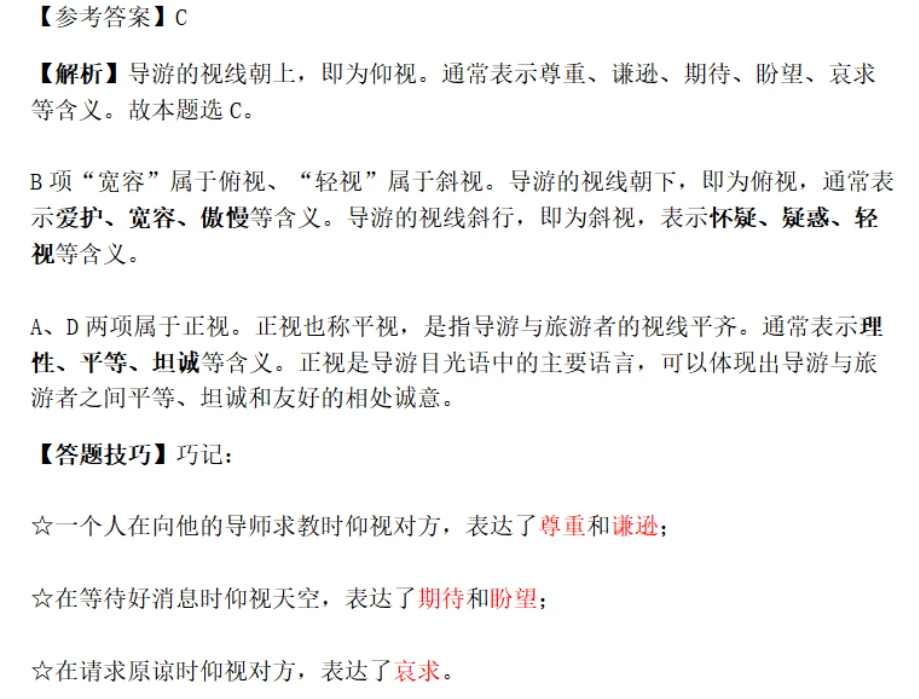 【参考答案】C
【解析】导游的视线朝上，即为仰视。通常表示尊重、谦逊、期待、盼望、哀求
等含义。故本题选 C。
B 项“宽容”属于俯视、“轻视”属于斜视。导游的视线朝下，即为俯视，通常表
示爱护、宽容、傲慢等含义。导游的视线斜行，即为斜视，表示怀疑、疑惑、轻
视等含义。
A、D 两项属于正视。正视也称平视，是指导游与旅游者的视线平齐。通常表示理
性、平等、坦诚等含义。正视是导游目光语中的主要语言，可以体现出导游与旅
游者之间平等、坦诚和友好的相处诚意。
【答题技巧】巧记：
☆一个人在向他的导师求教时仰视对方，表达了尊重和谦逊；
☆在等待好消息时仰视天空，表达了期待和盼望；
☆在请求原谅时仰视对方，表达了哀求。